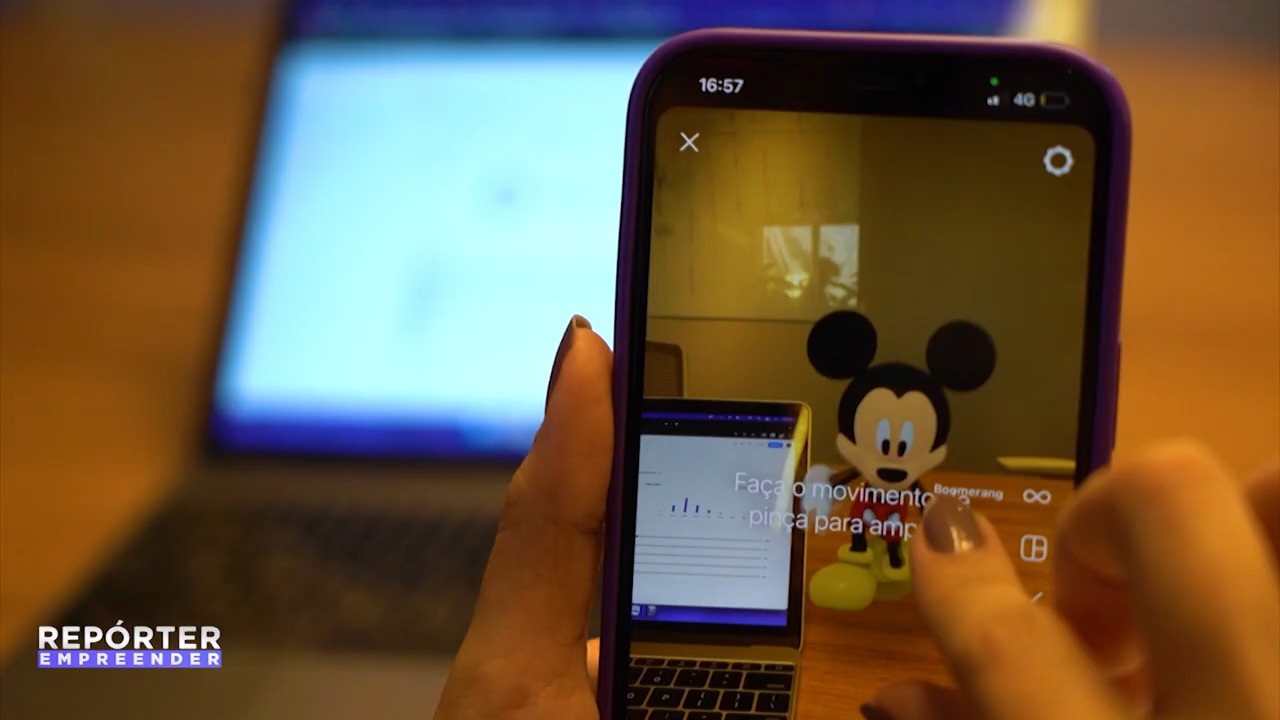 16:57
4G
Faça o movimento
pinça para amp
Boomerang
REPÓRTER
EMPREENDER